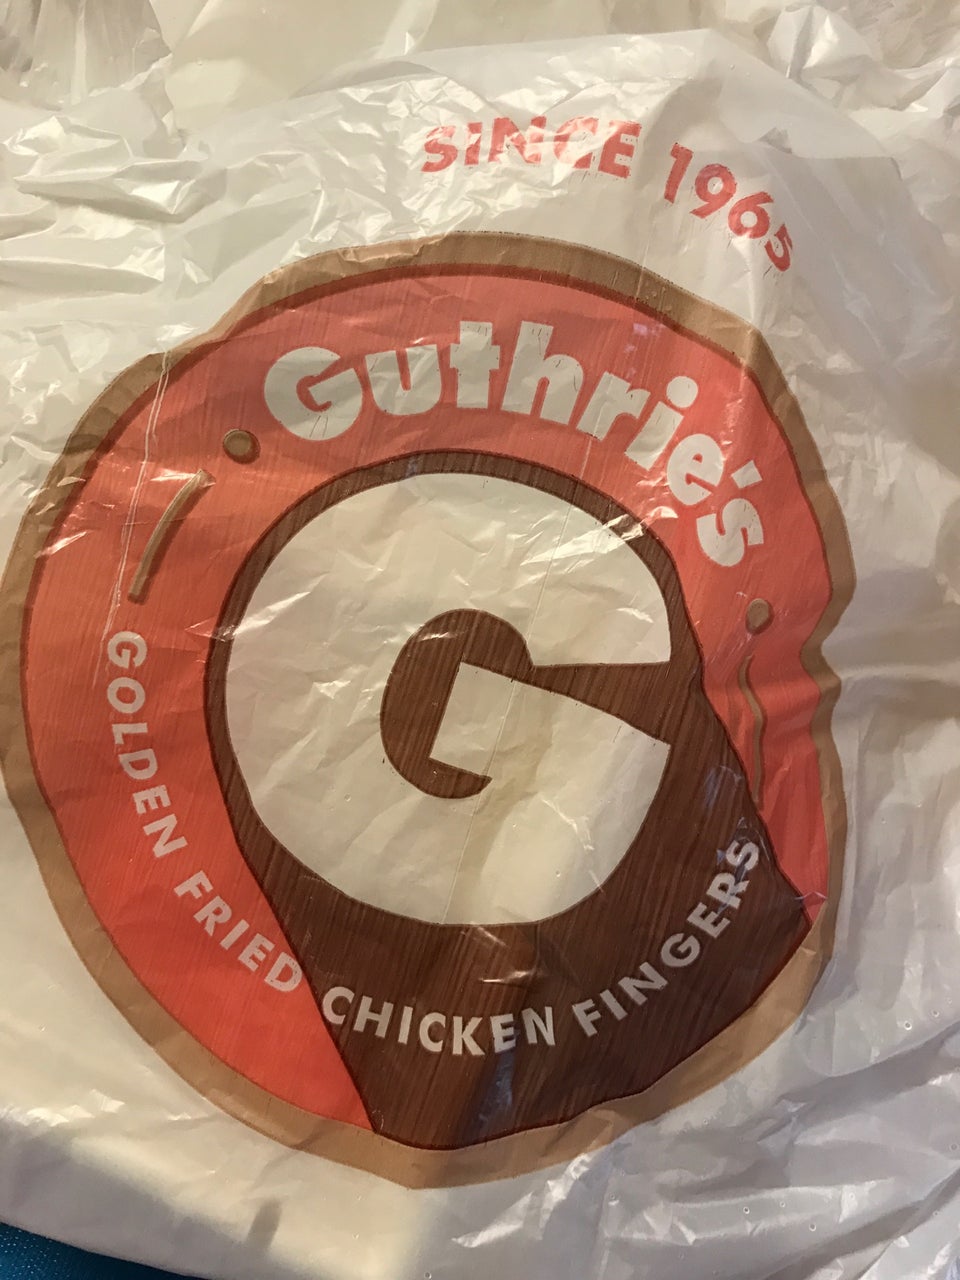 SINCE 1965
Guthrie's
G
GOLDEN FRIED CHICKEN FINGERS